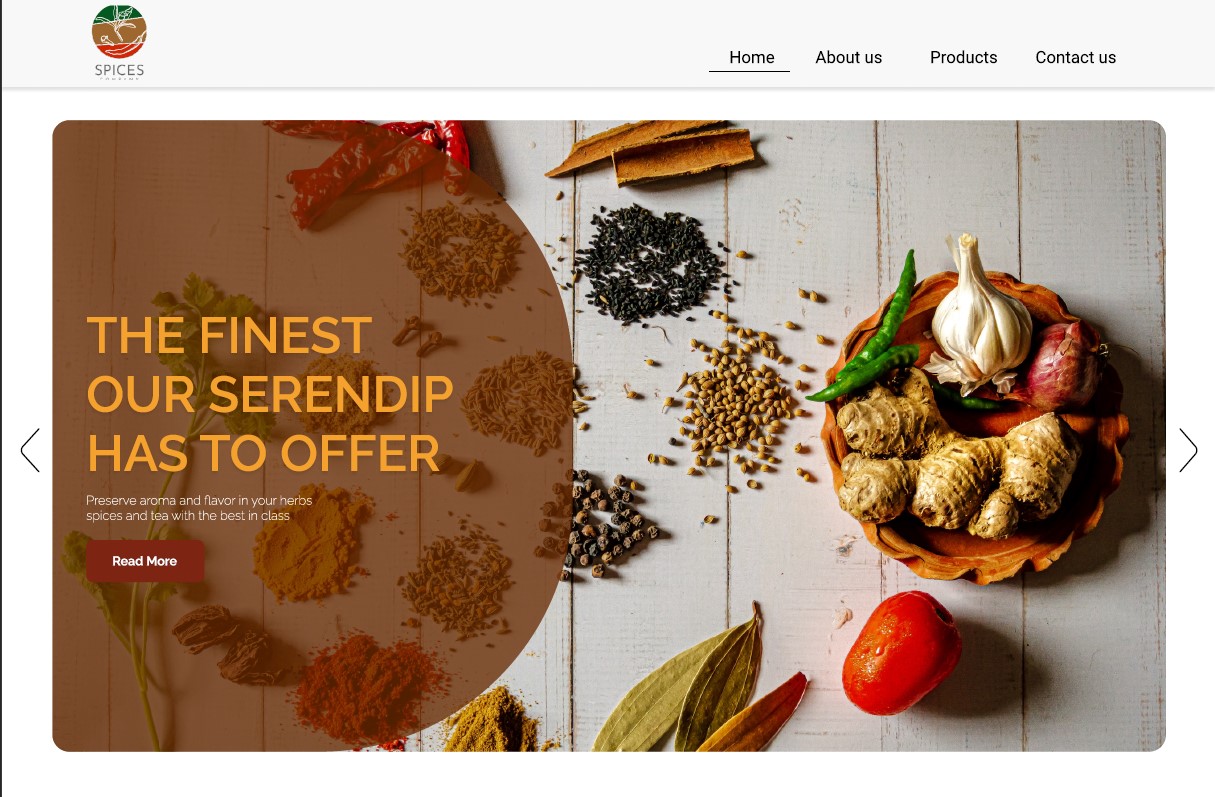 SPICES
Home About us Products Contact us
THE FINEST
OUR SERENDIP
HAS TO OFFER
Preserve aroma and flavor in your herbs
spices and tea with the best in class
Read More